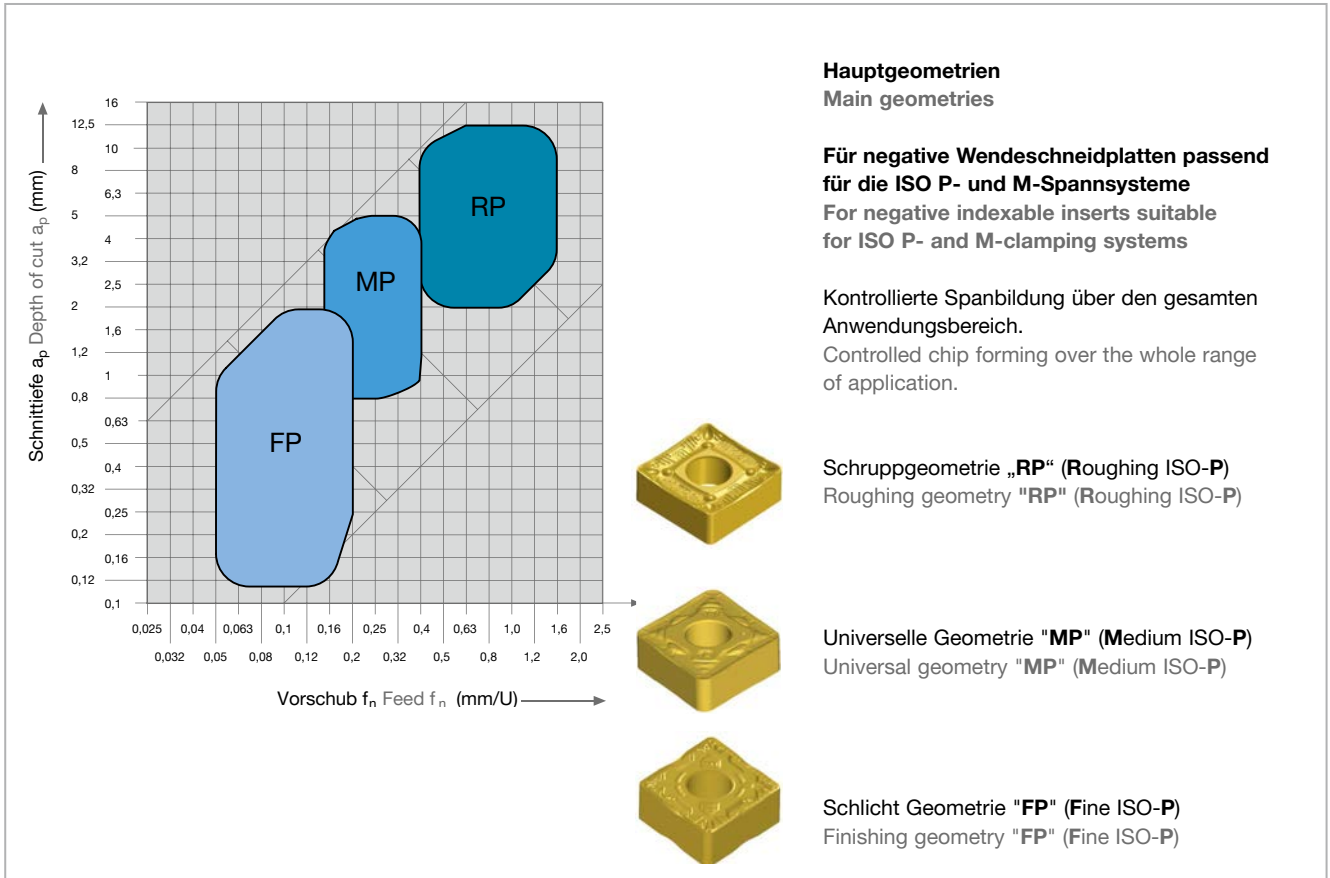 Schnittiefe aₚ Depth of cut aₚ (mm)
16
12,5
10
8
6,3
5
4
3,2
2,5
2
1,6
1,2
1
0,8
0,63
0,5
0,4
0,32
0,25
0,2
0,16
0,12
0,1
RP
MP
FP
0,025 0,04 0,063 0,1 0,16 0,25 0,4 0,63 1,0 1,6 2,5
0,032 0,05 0,08 0,12 0,2 0,32 0,5 0,8 1,2 2,0
Vorschub fₙ Feed fₙ (mm/U)
Hauptgeometrien
Main geometries
Für negative Wendeschneidplatten passend
für die ISO P- und M-Spannsysteme
For negative indexable inserts suitable
for ISO P- and M-clamping systems
Kontrollierte Spanbildung über den gesamten
Anwendungsbereich.
Controlled chip forming over the whole range
of application.
Schruppgeometrie „RP“ (Roughing ISO-P)
Roughing geometry "RP" (Roughing ISO-P)
Universelle Geometrie "MP" (Medium ISO-P)
Universal geometry "MP" (Medium ISO-P)
Schlicht Geometrie "FP" (Fine ISO-P)
Finishing geometry "FP" (Fine ISO-P)